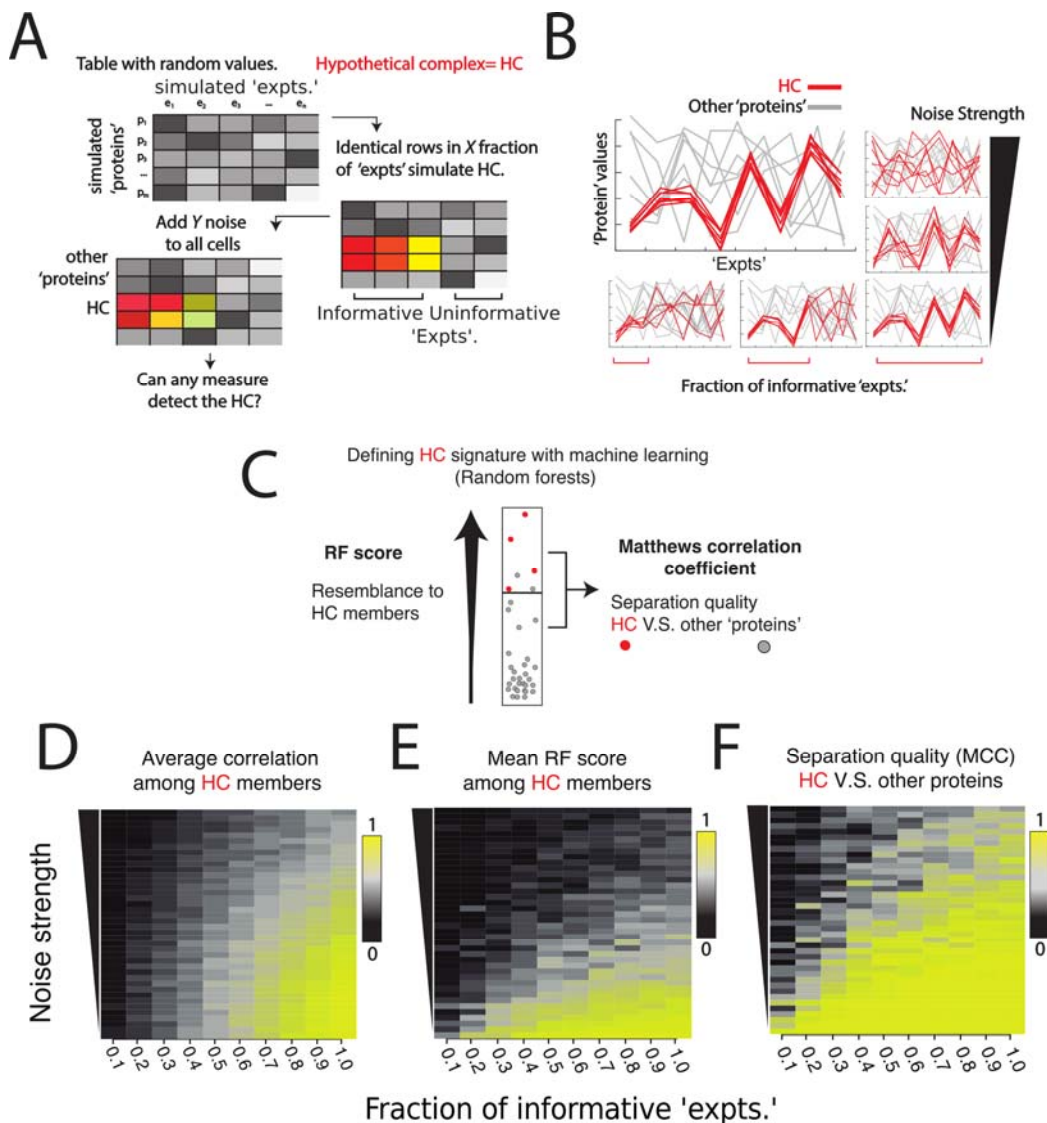 A
Table with random values.
Hypothetical complex= HC
simulated 'expts.'
e1 e2 e3 ... en
simulated
'proteins'
p1
p2
p3
...
pm
Identical rows in X fraction
of 'expts' simulate HC.
Add Y noise
to all cells
other
'proteins'
HC
Informative Uninformative
'Expts'.
Can any measure
detect the HC?
B
HC
Other 'proteins'
Noise Strength
'Protein' values
'Expts'
Fraction of informative 'expts.'
C
Defining HC signature with machine learning
(Random forests)
RF score
Resemblance to
HC members
Matthews correlation
coefficient
Separation quality
HC V.S. other 'proteins'
D
Average correlation
among HC members
E
Mean RF score
among HC members
F
Separation quality (MCC)
HC V.S. other proteins
Noise strength
1
0
1
0
1
0
0.1 0.2 0.3 0.4 0.5 0.6 0.7 0.8 0.9 1.0
0.1 0.2 0.3 0.4 0.5 0.6 0.7 0.8 0.9 1.0
0.1 0.2 0.3 0.4 0.5 0.6 0.7 0.8 0.9 1.0
Fraction of informative 'expts.'